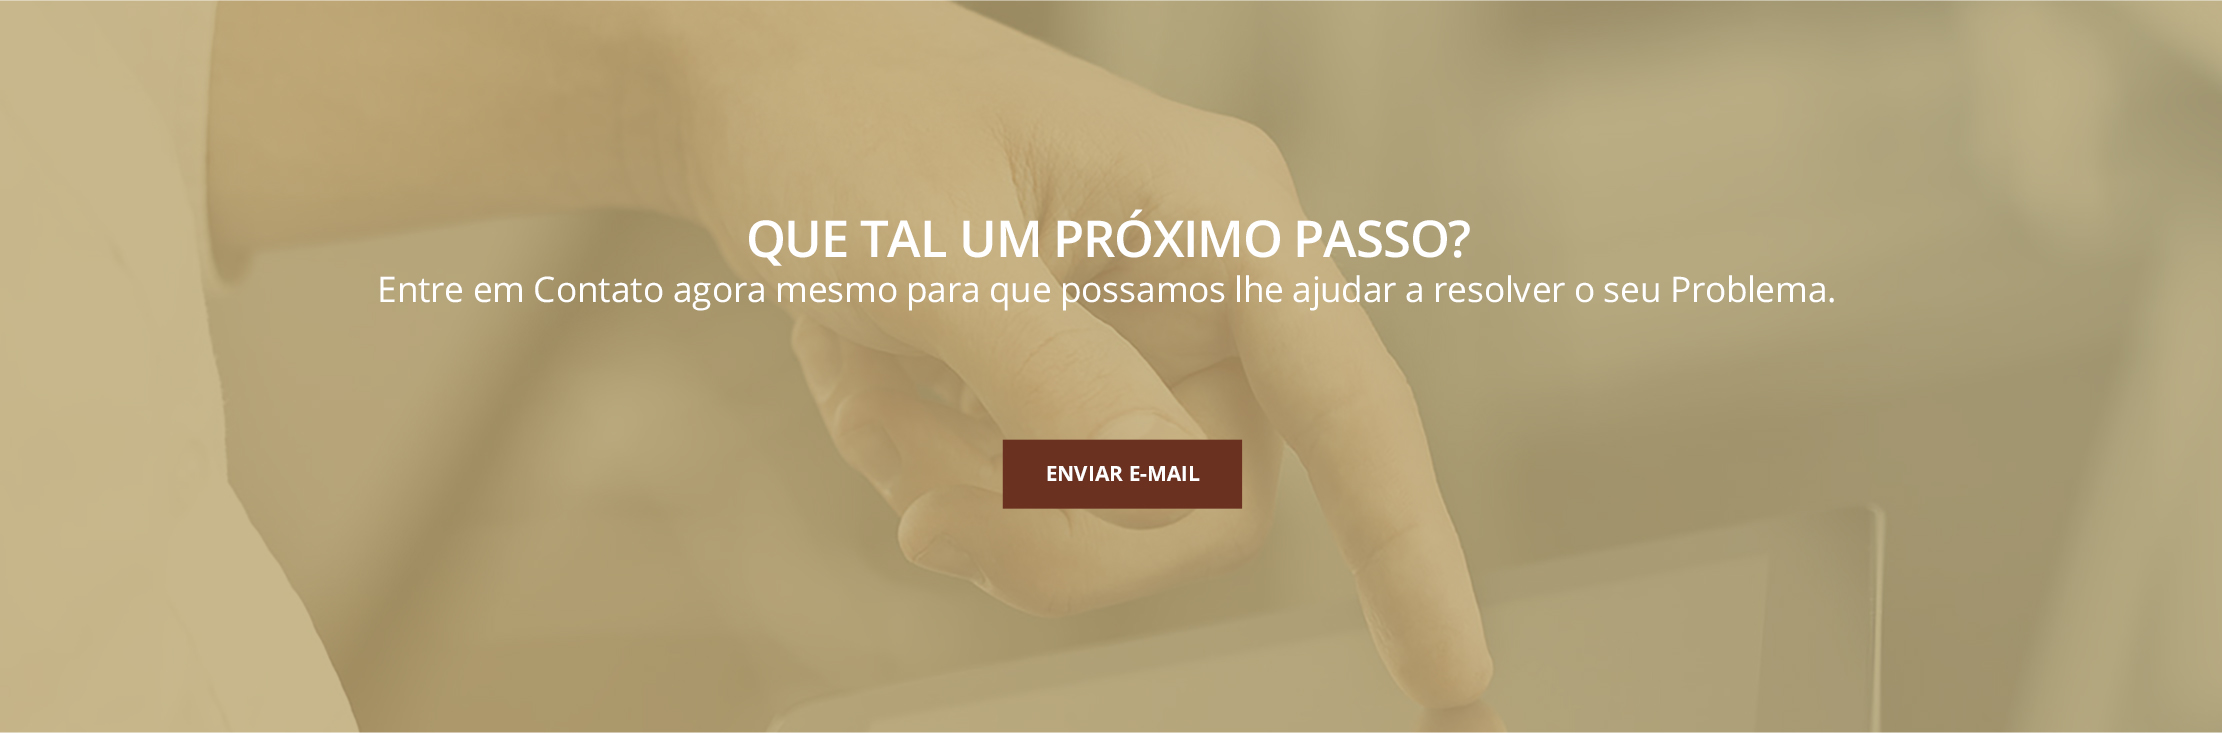 QUE TAL UM PRÓXIMO PASSO?
Entre em Contato agora mesmo para que possamos lhe ajudar a resolver o seu Problema.
ENVIAR E-MAIL